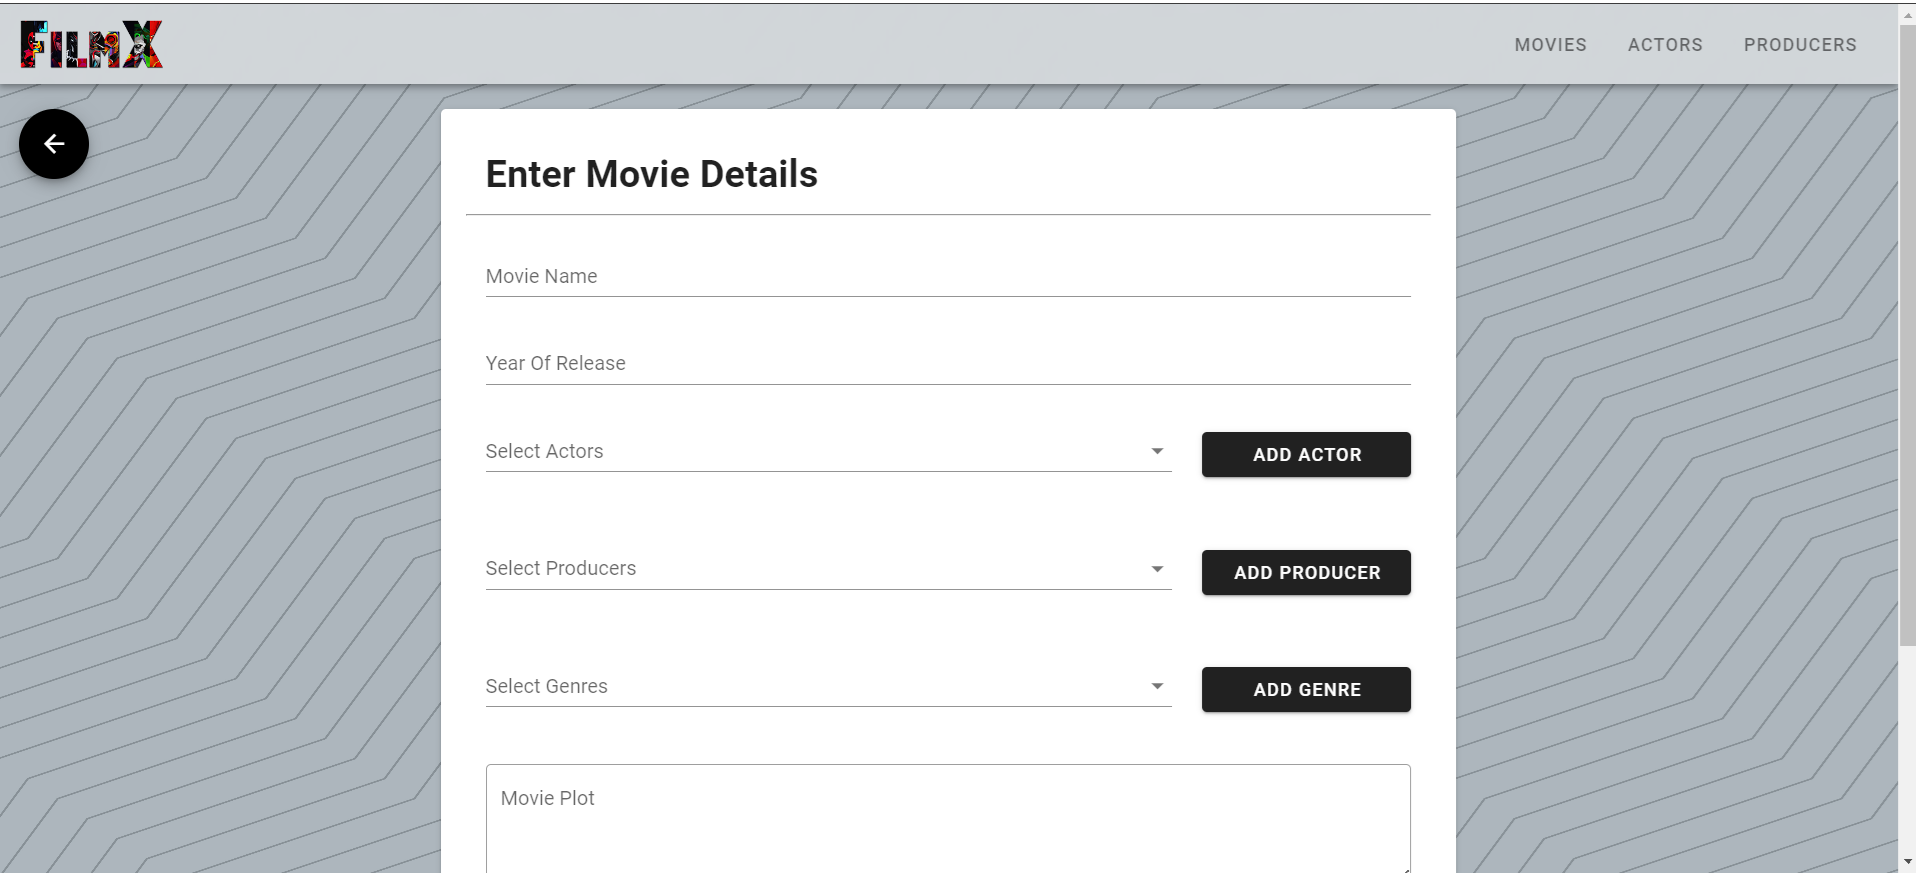 FILMX
MOVIES ACTORS PRODUCERS
Enter Movie Details
Movie Name
Year Of Release
Select Actors
ADD ACTOR
Select Producers
ADD PRODUCER
Select Genres
ADD GENRE
Movie Plot